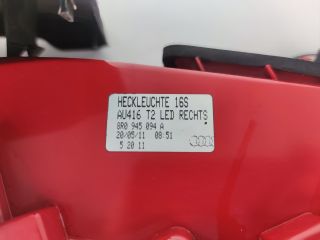 HECKLEUCHTE 16S
AU416 T2 LED RECHTS
8R0 945 094 A
20/05/11 08:51
5 20 11